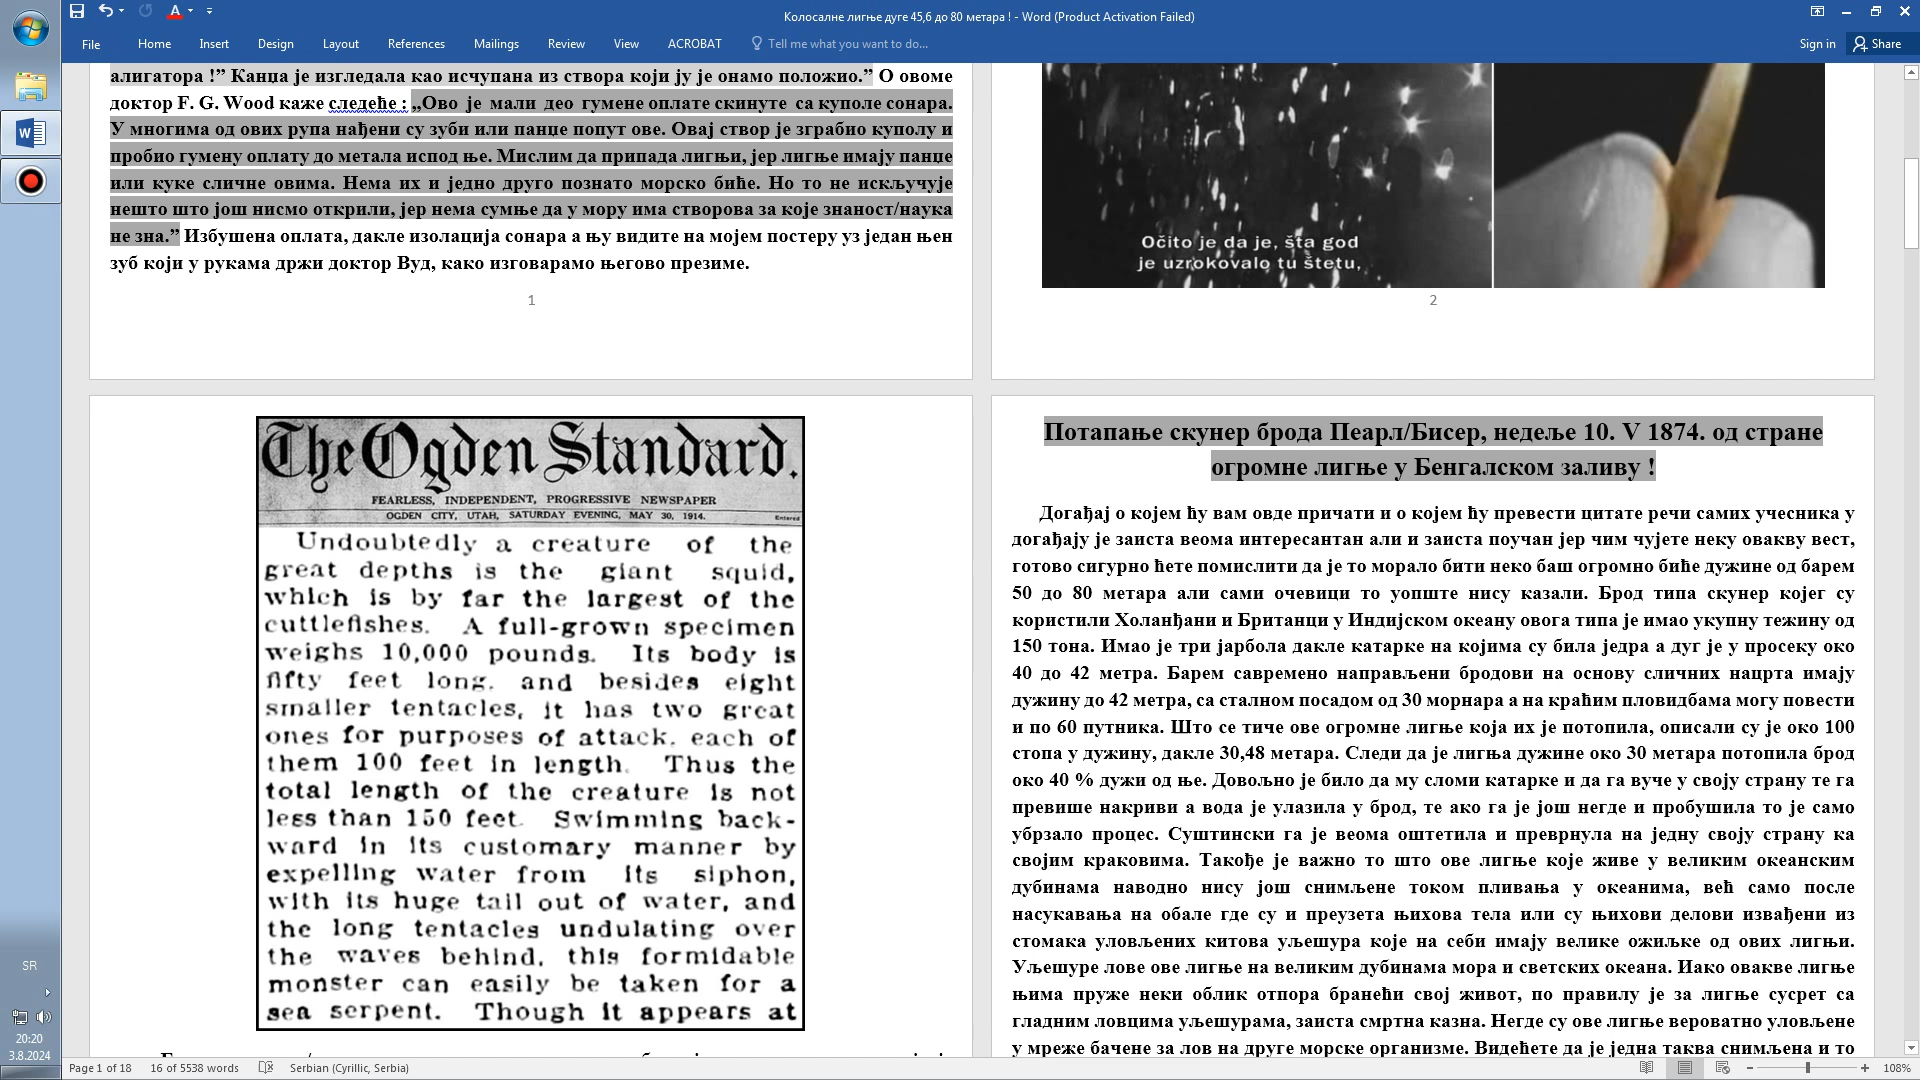 Колосалне лигње дуге 45,6 до 80 метара ! - Word (Product Activation Failed)
File Home Insert Design Layout References Mailings Review View ACROBAT Tell me what you want to do... Sign in Share
алигатора !” Канџа је изгледала као исчупана из створа који ју је онамо положио.” О овоме
доктор F. G. Wood каже следеће : „Ово је мали део гумене оплате скинуте са куполе сонара.
У многима од ових рупа нађени су зуби или панџе попут ове. Овај створ је зграбио куполу и
пробио гумену оплату до метала испод ње. Мислим да припада лигњи, јер лигње имају панџе
или куке сличне овима. Нема их и једно друго познато морско биће. Но то не искључује
нешто што још нисмо открили, јер нема сумње да у мору има створова за које знаност/наука
не зна.” Избушена оплата, дакле изолација сонара а њу видите на мојем постеру уз један њен
зуб који у рукама држи доктор Вуд, како изговарамо његово презиме.
1
Očito je da je, šta god
je uzrokovalo tu štetu,
2
The Ogden Standard.
FEARLESS, INDEPENDENT, PROGRESSIVE NEWSPAPER
OGDEN CITY, UTAH, SATURDAY EVENING, MAY 30, 1914. Entered
Undoubtedly a creature of the
great depths is the giant squid,
which is by far the largest of the
cuttlefishes. A full-grown specimen
weighs 10,000 pounds. Its body is
fifty feet long, and besides eight
smaller tentacles, it has two great
ones for purposes of attack, each of
them 100 feet in length. Thus the
total length of the creature is not
less than 150 feet. Swimming back-
ward in its customary manner by
expelling water from its siphon,
with its huge tail out of water, and
the long tentacles undulating over
the waves behind, this formidable
monster can easily be taken for a
sea serpent. Though it appears at
Потапање скунер брода Пеарл/Бисер, недеље 10. V 1874. од стране
огромне лигње у Бенгалском заливу !
Догађај о којем ћу вам овде причати и о којем ћу превести цитате речи самих учесника у
догађају је заиста веома интересантан али и заиста поучан јер чим чујете неку овакву вест,
готово сигурно ћете помислити да је то морало бити неко баш огромно биће дужине од барем
50 до 80 метара али сами очевици то уопште нису казали. Брод типа скунер којег су
користили Холанђани и Британци у Индијском океану овога типа је имао укупну тежину од
150 тона. Имао је три јарбола дакле катарке на којима су била једра а дуг је у просеку око
40 до 42 метра. Барем савремено направљени бродови на основу сличних нацрта имају
дужину до 42 метра, са сталном посадом од 30 морнара а на краћим пловидбама могу повести
и по 60 путника. Што се тиче ове огромне лигње која их је потопила, описали су је око 100
стопа у дужину, дакле 30,48 метара. Следи да је лигња дужине око 30 метара потопила брод
око 40 % дужи од ње. Довољно је било да му сломи катарке и да га вуче у своју страну те га
превише накриви а вода је улазила у брод, те ако га је још негде и пробушила то је само
убрзало процес. Суштински га је веома оштетила и преврнула на једну своју страну ка
својим краковима. Такође је важно то што ове лигње које живе у великим океанским
дубинама наводно нису још снимљене током пливања у океанима, већ само после
насукавања на обале где су и преузета њихова тела или су њихови делови извађени из
стомака уловљених китова уљешура које на себи имају велике ожиљке од ових лигњи.
Уљешуре лове ове лигње на великим дубинама мора и светских океана. Иако овакве лигње
њима пруже неки облик отпора бранећи свој живот, по правилу је за лигње сусрет са
гладним ловцима уљешурама, заиста смртна казна. Негде су ове лигње вероватно уловљене
у мреже бачене за лов на друге морске организме. Видећете да је једна таква снимљена и то
SR
20:20
3.8.2024
Page 1 of 18 16 of 5538 words Serbian (Cyrillic, Serbia) 108%